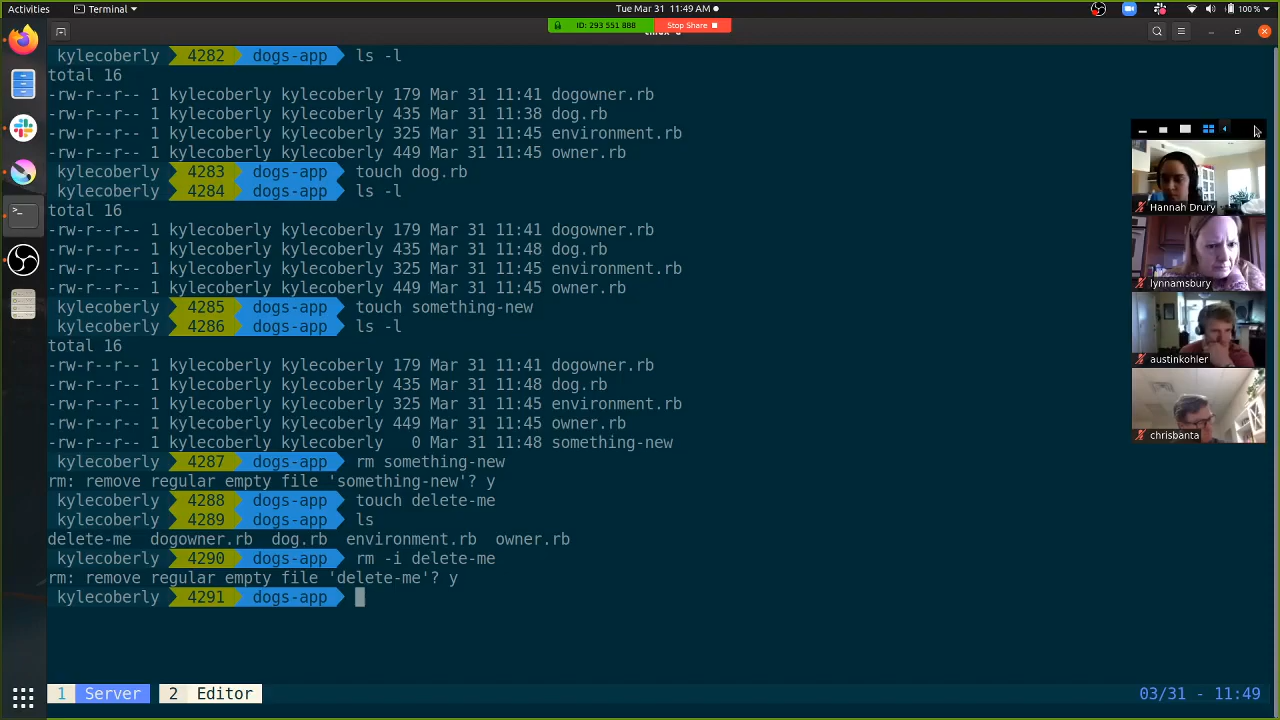 Activities Terminal Tue Mar 31 11:49 AM 100 %
ID: 293 551 888 Stop Share
kylecoberly 4282 dogs-app ls -l
total 16
-rw-r--r-- 1 kylecoberly kylecoberly 179 Mar 31 11:41 dogowner.rb
-rw-r--r-- 1 kylecoberly kylecoberly 435 Mar 31 11:38 dog.rb
-rw-r--r-- 1 kylecoberly kylecoberly 325 Mar 31 11:45 environment.rb
-rw-r--r-- 1 kylecoberly kylecoberly 449 Mar 31 11:45 owner.rb
kylecoberly 4283 dogs-app touch dog.rb
kylecoberly 4284 dogs-app ls -l
total 16
-rw-r--r-- 1 kylecoberly kylecoberly 179 Mar 31 11:41 dogowner.rb
-rw-r--r-- 1 kylecoberly kylecoberly 435 Mar 31 11:48 dog.rb
-rw-r--r-- 1 kylecoberly kylecoberly 325 Mar 31 11:45 environment.rb
-rw-r--r-- 1 kylecoberly kylecoberly 449 Mar 31 11:45 owner.rb
kylecoberly 4285 dogs-app touch something-new
kylecoberly 4286 dogs-app ls -l
total 16
-rw-r--r-- 1 kylecoberly kylecoberly 179 Mar 31 11:41 dogowner.rb
-rw-r--r-- 1 kylecoberly kylecoberly 435 Mar 31 11:48 dog.rb
-rw-r--r-- 1 kylecoberly kylecoberly 325 Mar 31 11:45 environment.rb
-rw-r--r-- 1 kylecoberly kylecoberly 449 Mar 31 11:45 owner.rb
-rw-r--r-- 1 kylecoberly kylecoberly 0 Mar 31 11:48 something-new
kylecoberly 4287 dogs-app rm something-new
rm: remove regular empty file 'something-new'? y
kylecoberly 4288 dogs-app touch delete-me
kylecoberly 4289 dogs-app ls
delete-me dogowner.rb dog.rb environment.rb owner.rb
kylecoberly 4290 dogs-app rm -i delete-me
rm: remove regular empty file 'delete-me'? y
kylecoberly 4291 dogs-app
1 Server 2 Editor 03/31 - 11:49
Hannah Drury
lynnamsbury
austinkohler
chrisbanta